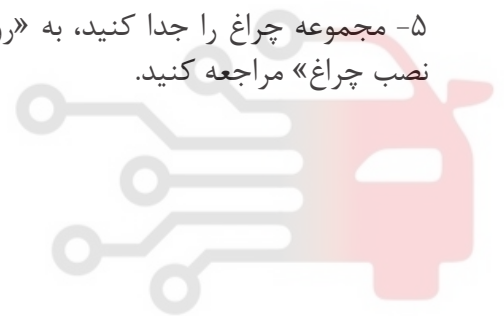 ۵- مجموعه چراغ را جدا کنید، به «
نصب چراغ» مراجعه کنید.